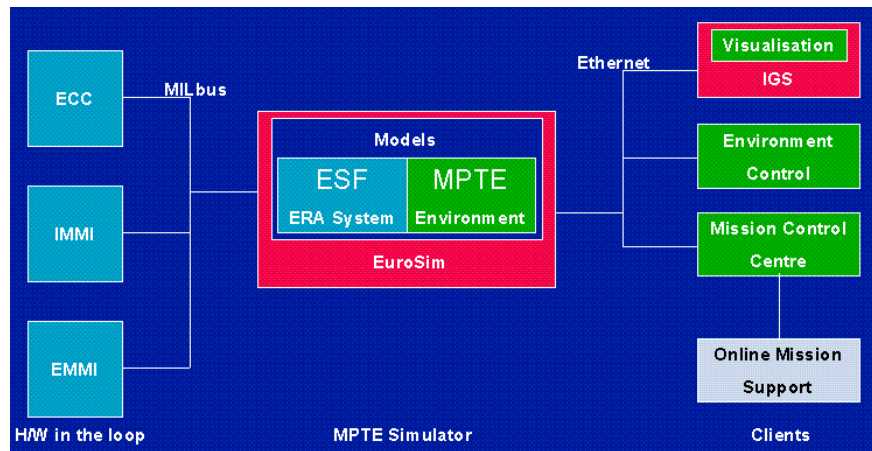 ECC
IMMI
EMMI
H/W in the loop
MILbus
Models
ESF
ERA System
MPTE
Environment
EuroSim
MPTE Simulator
Ethernet
Visualisation
IGS
Environment
Control
Mission Control
Centre
Online Mission
Support
Clients